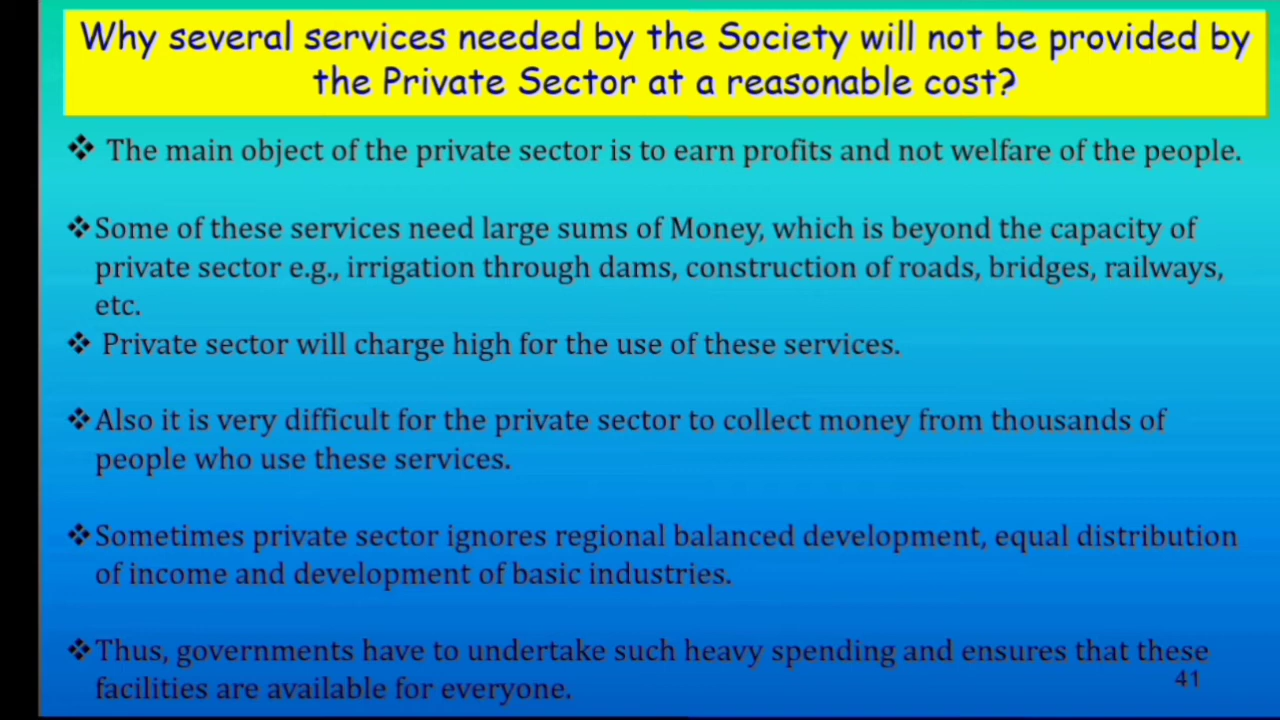 Why several services needed by the Society will not be provided by
the Private Sector at a reasonable cost?
❖ The main object of the private sector is to earn profits and not welfare of the people.
❖Some of these services need large sums of Money, which is beyond the capacity of
private sector e.g., irrigation through dams, construction of roads, bridges, railways,
etc.
❖ Private sector will charge high for the use of these services.
❖Also it is very difficult for the private sector to collect money from thousands of
people who use these services.
❖Sometimes private sector ignores regional balanced development, equal distribution
of income and development of basic industries.
❖Thus, governments have to undertake such heavy spending and ensures that these
facilities are available for everyone.
41